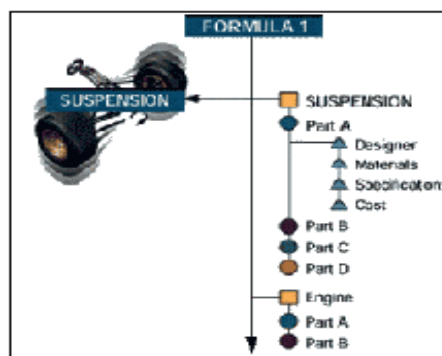 FORMULA 1
SUSPENSION
SUSPENSION
Part A
Designer
Materials
Specification
Cost
Part B
Part C
Part D
Engine
Part A
Part B